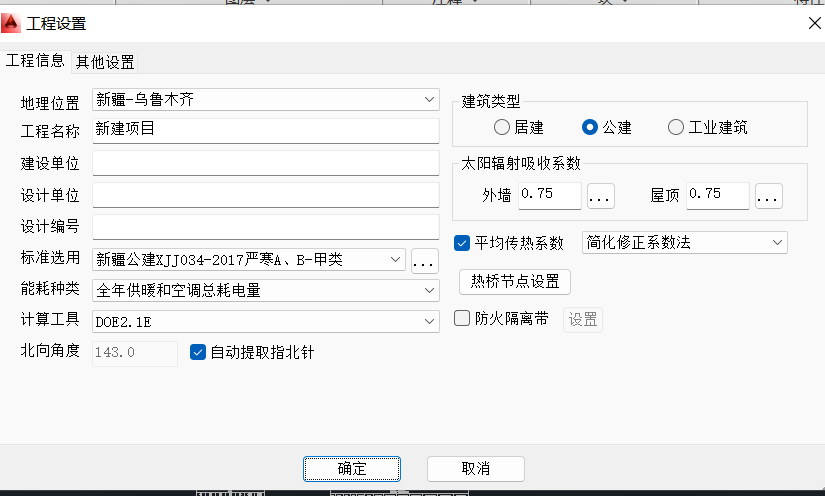 工程设置
工程信息 其他设置
地理位置 新疆-乌鲁木齐
工程名称 新建项目
建设单位
设计单位
设计编号
标准选用 新疆公建XJJ034-2017严寒A、B-甲类 ...
能耗种类 全年供暖和空调总耗电量
计算工具 DOE2.1E
北向角度 143.0 自动提取指北针
建筑类型
居建 公建 工业建筑
太阳辐射吸收系数
外墙 0.75 ... 屋顶 0.75 ...
平均传热系数 简化修正系数法
热桥节点设置
防火隔离带 设置
确定 取消